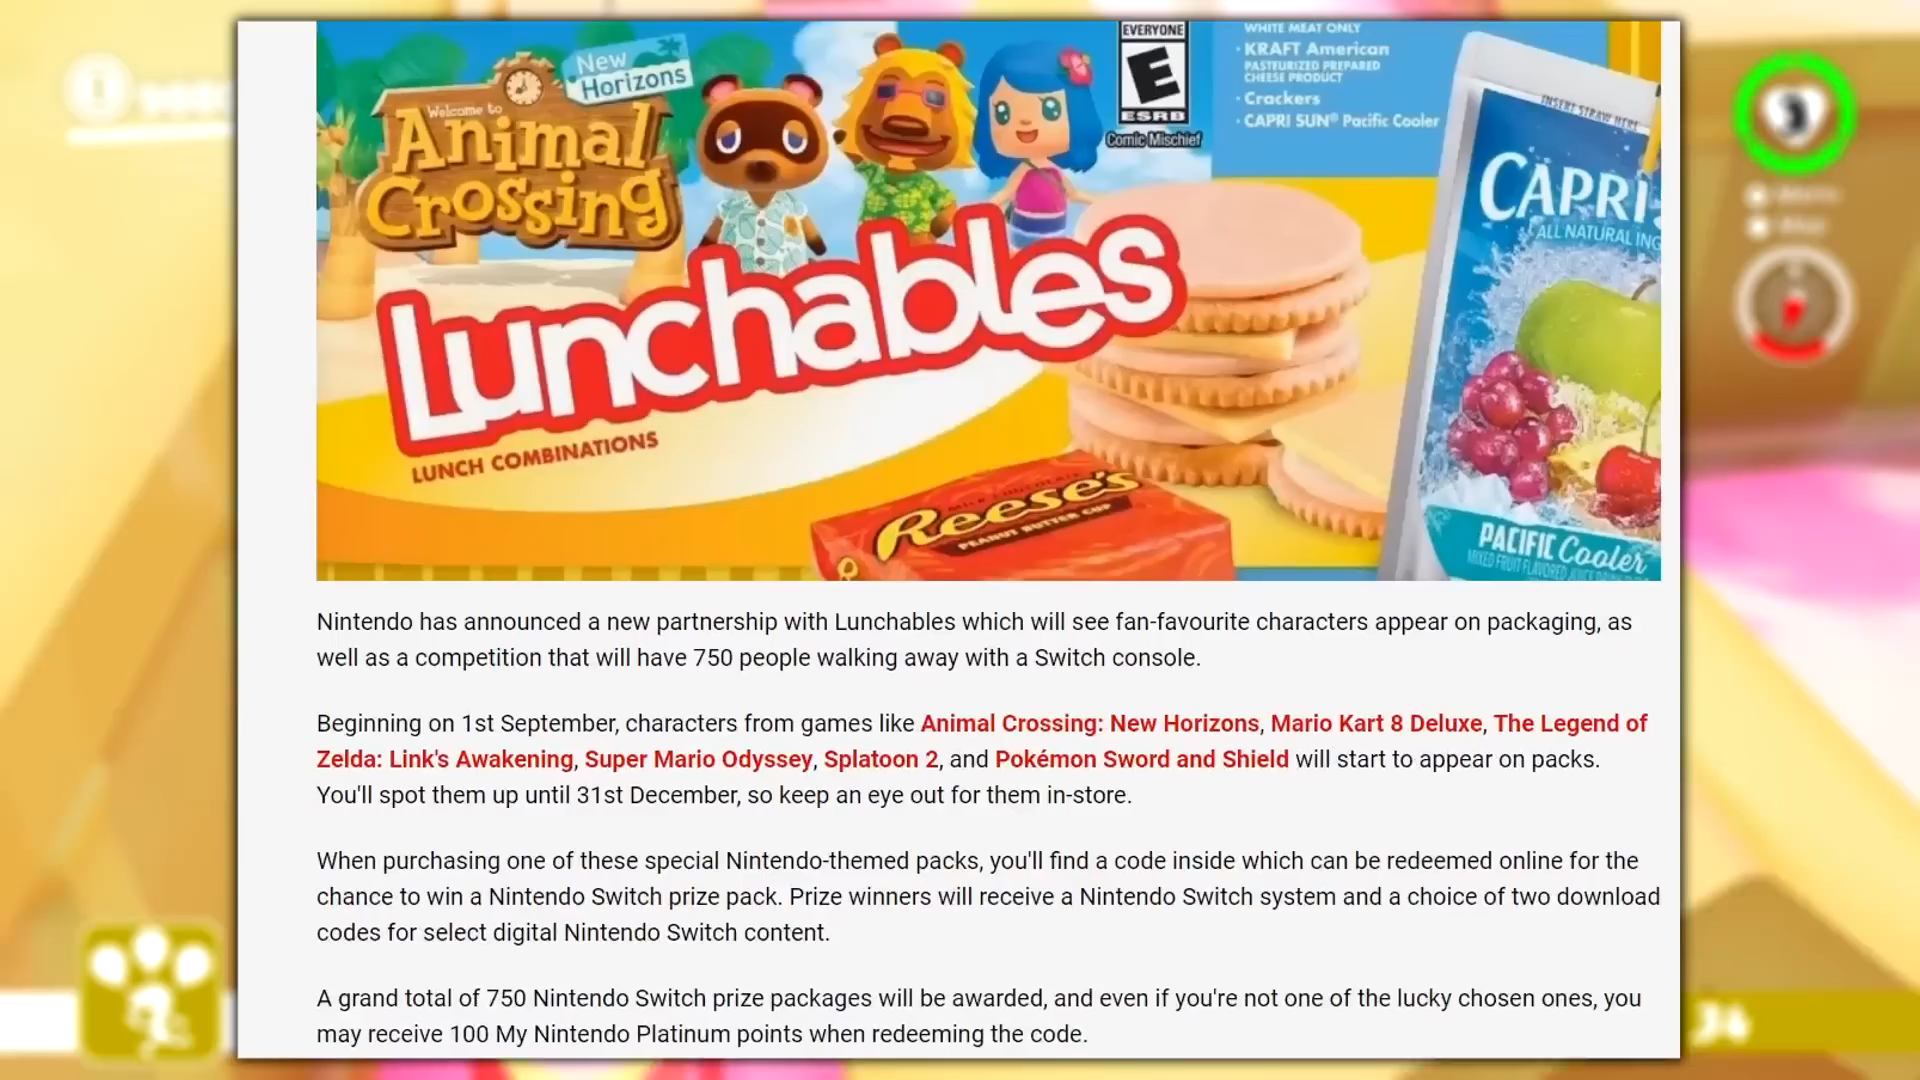 New
Horizons
Welcome to
Animal
Crossing
EVERYONE
E
ESRB
Comic Mischief
WHITE MEAT ONLY
· KRAFT American
PASTEURIZED PREPARED
CHEESE PRODUCT
· Crackers
· CAPRI SUN® Pacific Cooler
INSERT STRAW HERE
CAPRI
ALL NATURAL ING
Lunchables
LUNCH COMBINATIONS
REESE'S
PEANUT BUTTER CUP
PACIFIC Cooler
Nintendo has announced a new partnership with Lunchables which will see fan-favourite characters appear on packaging, as
well as a competition that will have 750 people walking away with a Switch console.
Beginning on 1st September, characters from games like Animal Crossing: New Horizons, Mario Kart 8 Deluxe, The Legend of
Zelda: Link's Awakening, Super Mario Odyssey, Splatoon 2, and Pokémon Sword and Shield will start to appear on packs.
You'll spot them up until 31st December, so keep an eye out for them in-store.
When purchasing one of these special Nintendo-themed packs, you'll find a code inside which can be redeemed online for the
chance to win a Nintendo Switch prize pack. Prize winners will receive a Nintendo Switch system and a choice of two download
codes for select digital Nintendo Switch content.
A grand total of 750 Nintendo Switch prize packages will be awarded, and even if you're not one of the lucky chosen ones, you
may receive 100 My Nintendo Platinum points when redeeming the code.